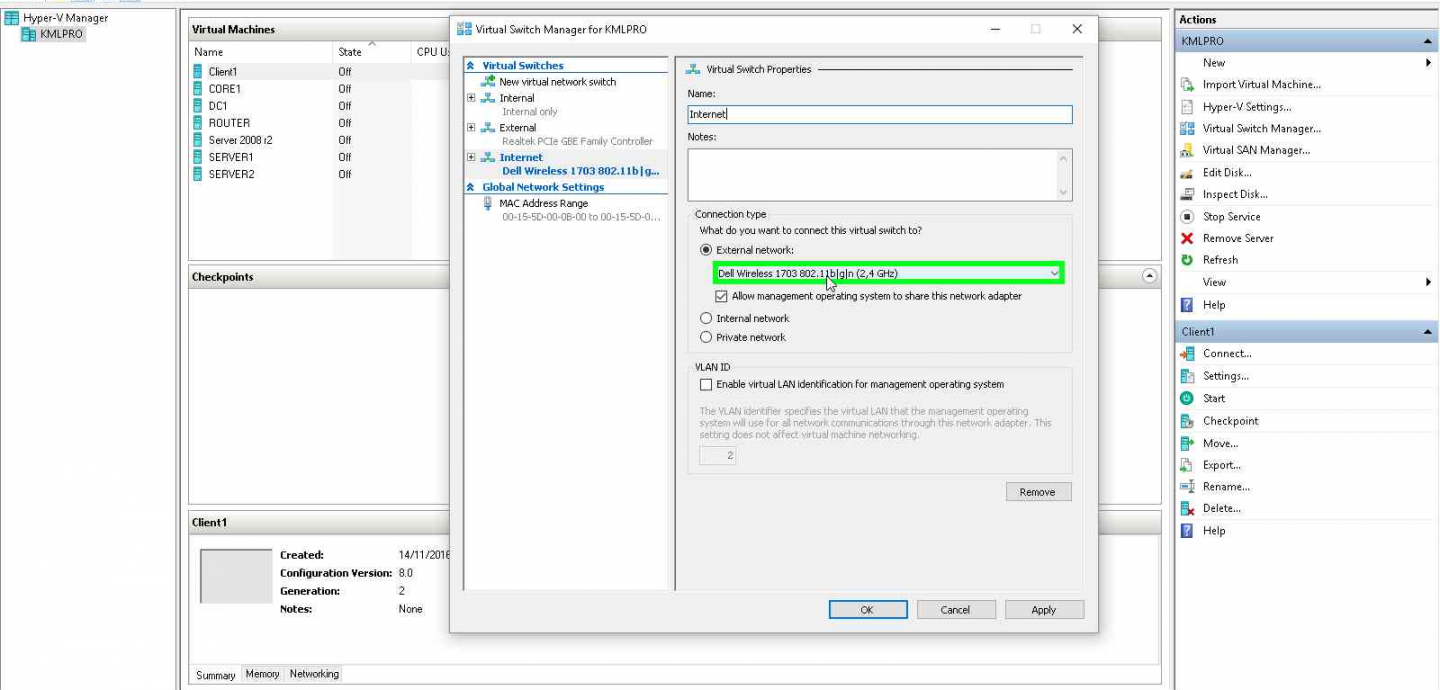 Hyper-V Manager
KMLPRO
Virtual Machines
Name State CPU U
Client1 Off
CORE1 Off
DC1 Off
ROUTER Off
Server 2008 r2 Off
SERVER1 Off
SERVER2 Off
Checkpoints
Client1
Created: 14/11/2016
Configuration Version: 8.0
Generation: 2
Notes: None
Summary Memory Networking
Virtual Switch Manager for KMLPRO
Virtual Switches
New virtual network switch
Internal
Internal only
External
Realtek PCIe GBE Family Controller
Internet
Dell Wireless 1703 802.11b|g...
Global Network Settings
MAC Address Range
00-15-5D-00-0B-00 to 00-15-5D-0...
Virtual Switch Properties
Name:
Internet
Notes:
Connection type
What do you want to connect this virtual switch to?
External network:
Dell Wireless 1703 802.11b|g|n (2,4 GHz)
Allow management operating system to share this network adapter
Internal network
Private network
VLAN ID
Enable virtual LAN identification for management operating system
The VLAN identifier specifies the virtual LAN that the management operating
system will use for all network communications through this network adapter. This
setting does not affect virtual machine networking.
2
Remove
OK Cancel Apply
Actions
KMLPRO
New
Import Virtual Machine...
Hyper-V Settings...
Virtual Switch Manager...
Virtual SAN Manager...
Edit Disk...
Inspect Disk...
Stop Service
Remove Server
Refresh
View
Help
Client1
Connect...
Settings...
Start
Checkpoint
Move...
Export...
Rename...
Delete...
Help